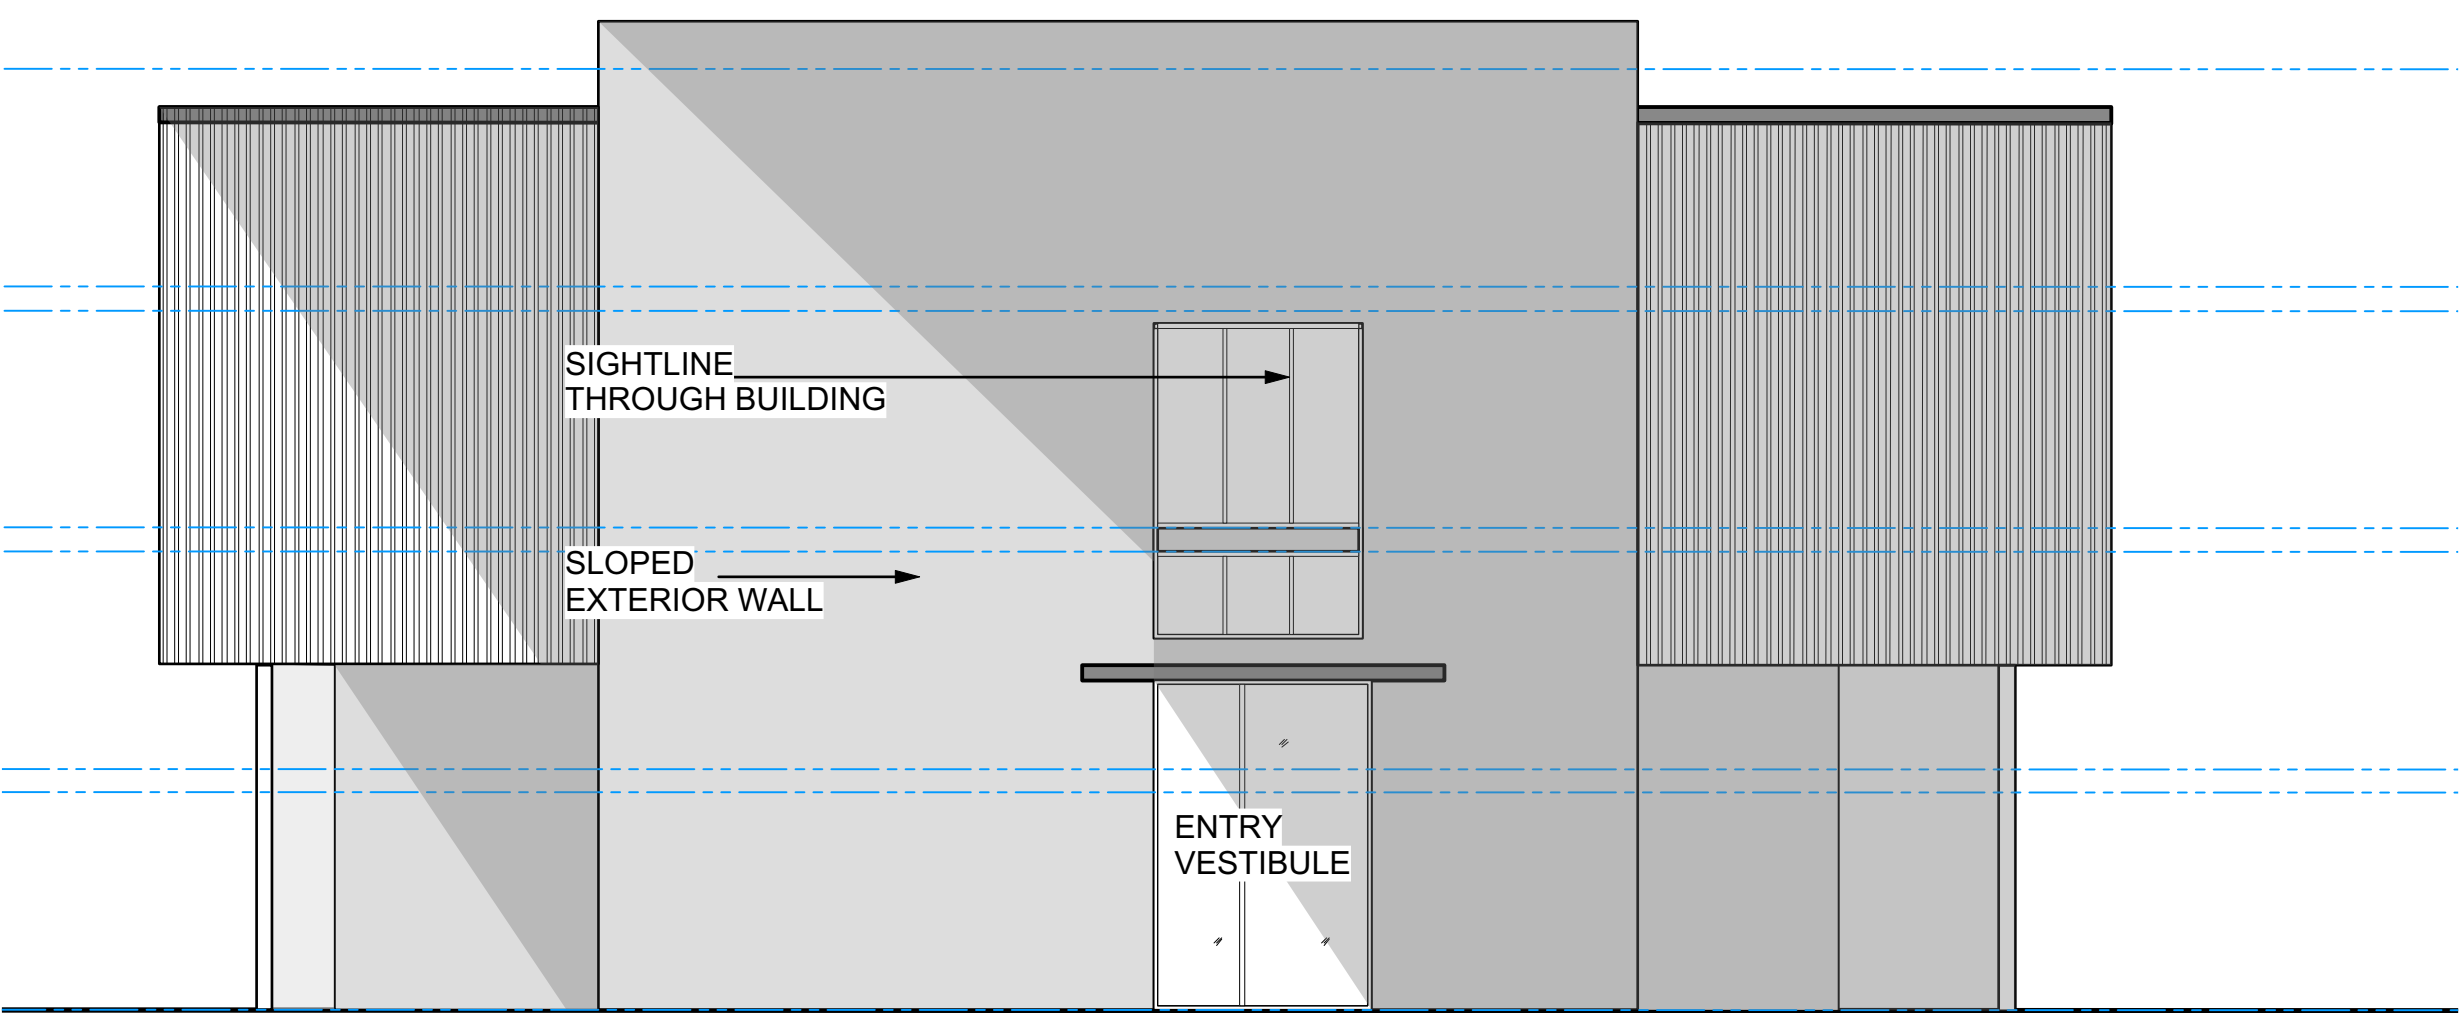 SIGHTLINE
THROUGH BUILDING
SLOPED
EXTERIOR WALL
ENTRY
VESTIBULE